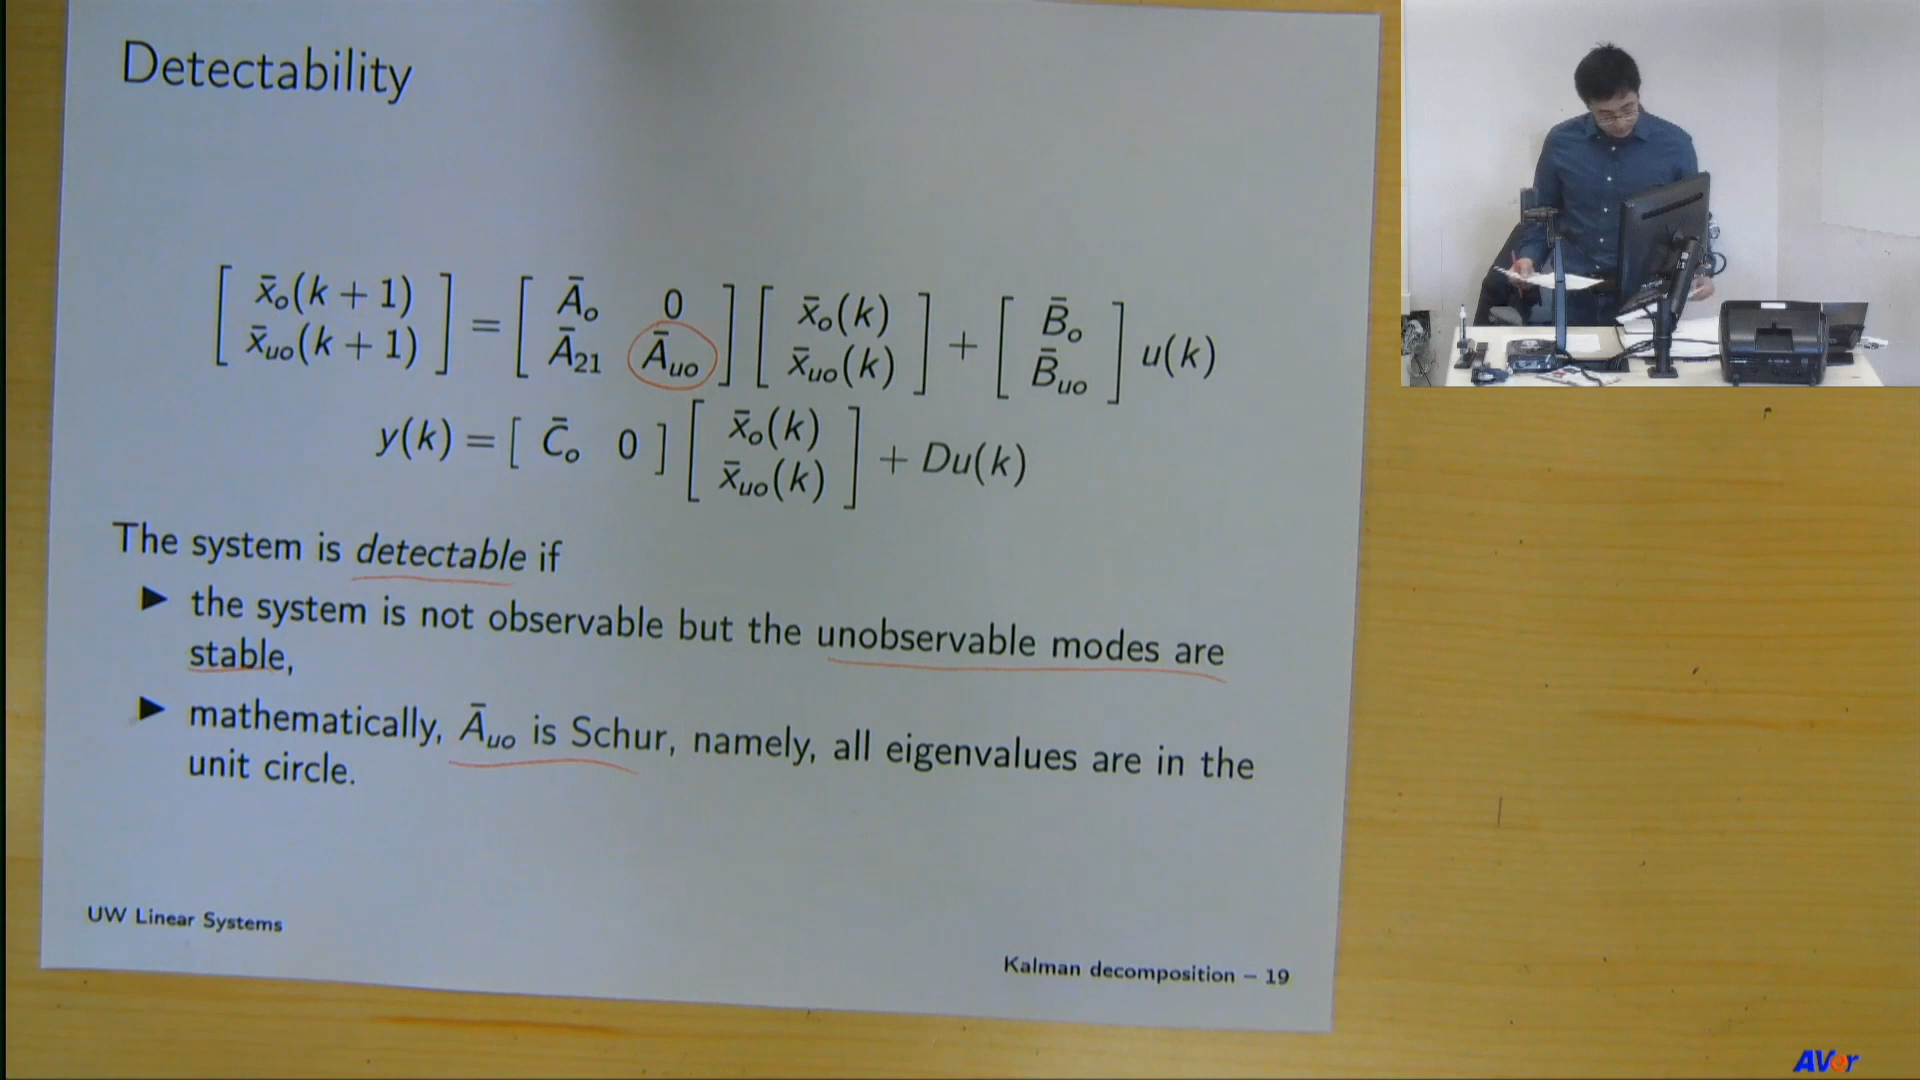 Detectability
[ x̄ₒ(k + 1) ; x̄ᵤₒ(k + 1) ] = [ Āₒ 0 ; Ā₂₁ Āᵤₒ ] [ x̄ₒ(k) ; x̄ᵤₒ(k) ] + [ B̄ₒ ; B̄ᵤₒ ] u(k)
y(k) = [ C̄ₒ 0 ] [ x̄ₒ(k) ; x̄ᵤₒ(k) ] + Du(k)
The system is detectable if
▶ the system is not observable but the unobservable modes are
stable,
▶ mathematically, Āᵤₒ is Schur, namely, all eigenvalues are in the
unit circle.
UW Linear Systems
Kalman decomposition – 19
AVer